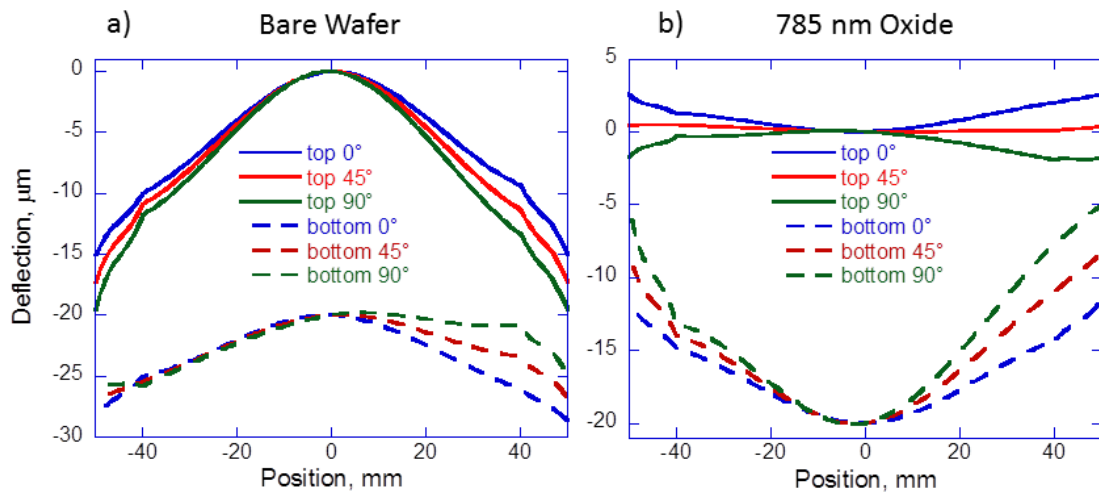 a) Bare Wafer
Deflection, μm
0
-5
-10
-15
-20
-25
-30
-40 -20 0 20 40
Position, mm
top 0°
top 45°
top 90°
bottom 0°
bottom 45°
bottom 90°
b) 785 nm Oxide
5
0
-5
-10
-15
-20
-40 -20 0 20 40
Position, mm
top 0°
top 45°
top 90°
bottom 0°
bottom 45°
bottom 90°